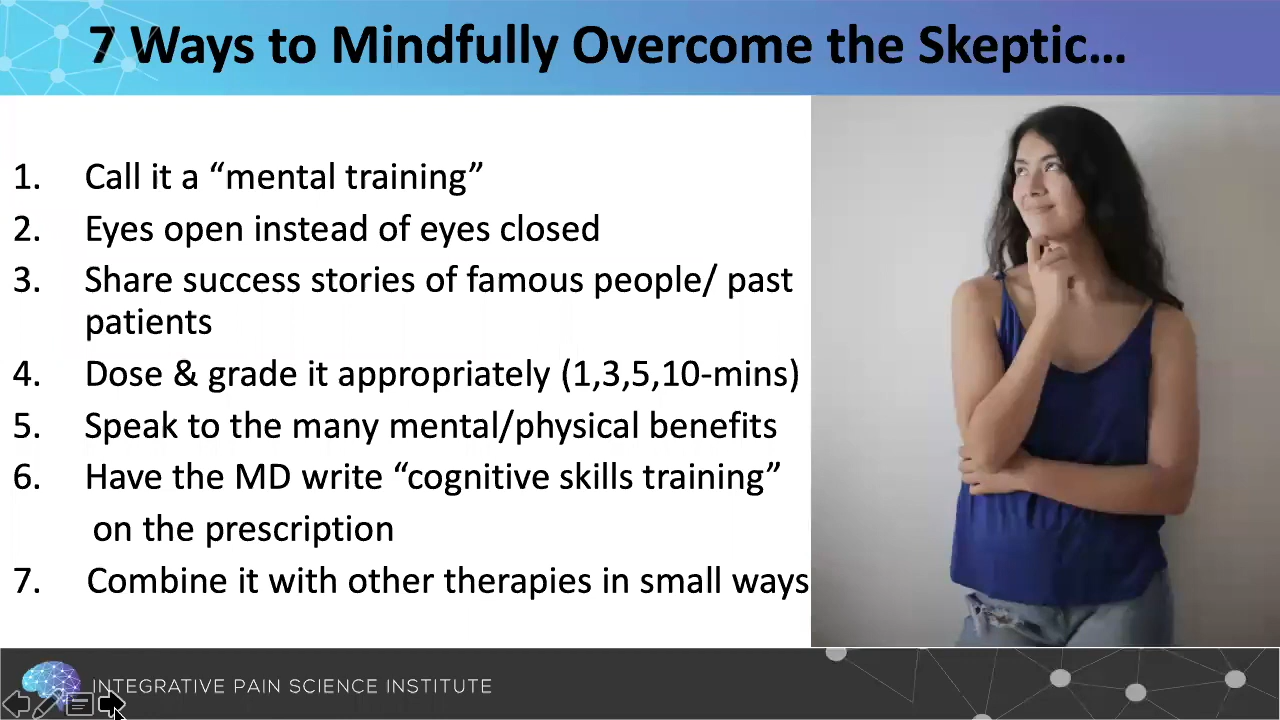 7 Ways to Mindfully Overcome the Skeptic...
1. Call it a “mental training”
2. Eyes open instead of eyes closed
3. Share success stories of famous people/ past
patients
4. Dose & grade it appropriately (1,3,5,10-mins)
5. Speak to the many mental/physical benefits
6. Have the MD write “cognitive skills training”
on the prescription
7. Combine it with other therapies in small ways
INTEGRATIVE PAIN SCIENCE INSTITUTE